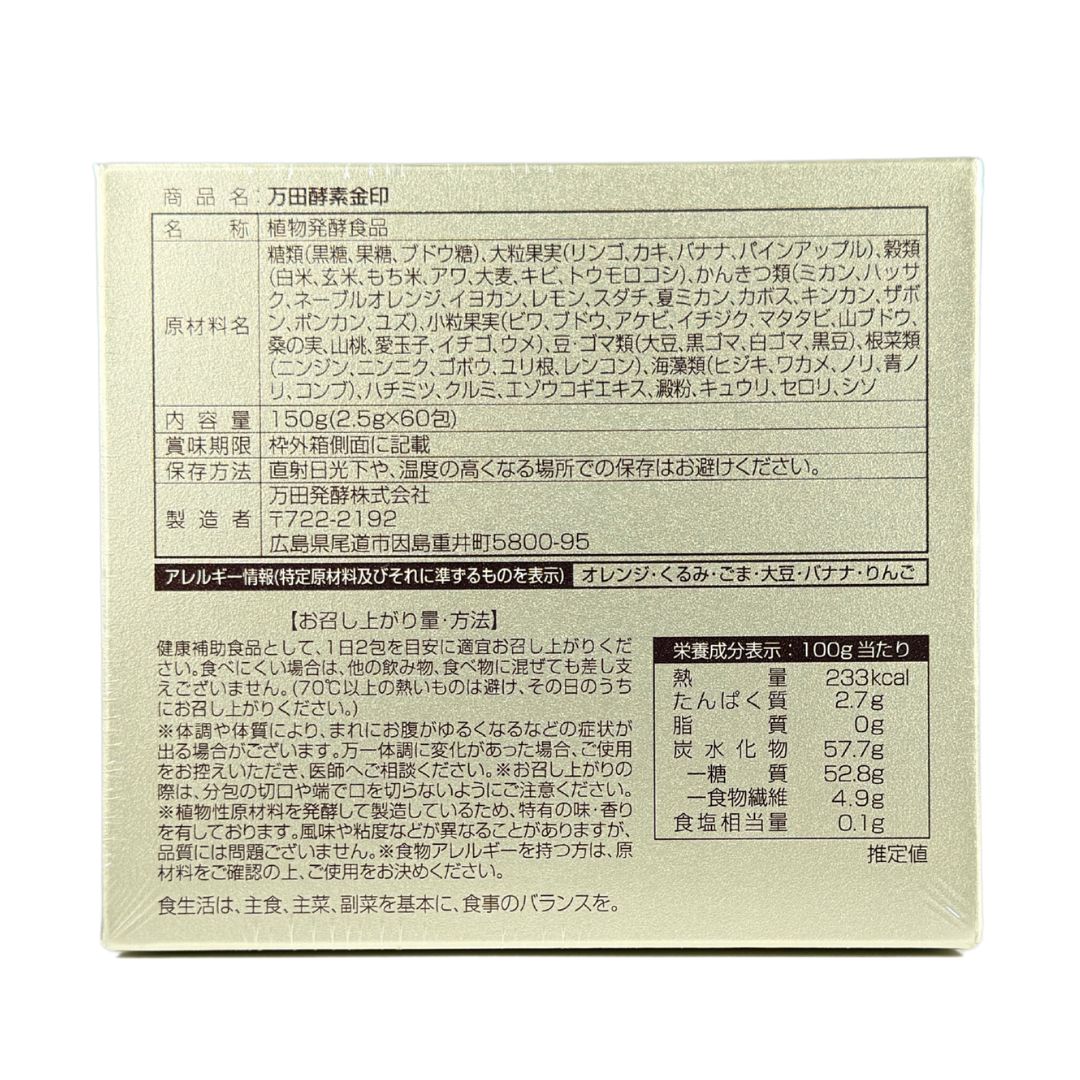 商品名:万田酵素金印
名称 植物発酵食品
原材料名
糖類(黒糖、果糖、ブドウ糖)、大粒果実(リンゴ、カキ、バナナ、パインアップル)、穀類
(白米、玄米、もち米、アワ、大麦、キビ、トウモロコシ)、かんきつ類(ミカン、ハッサ
ク、ネーブルオレンジ、イヨカン、レモン、スダチ、夏ミカン、カボス、キンカン、ザボ
ン、ポンカン、ユズ)、小粒果実(ビワ、ブドウ、アケビ、イチジク、マタタビ、山ブドウ、
桑の実、山桃、愛玉子、イチゴ、ウメ)、豆・ゴマ類(大豆、黒ゴマ、白ゴマ、黒豆)、根菜類
(ニンジン、ニンニク、ゴボウ、ユリ根、レンコン)、海藻類(ヒジキ、ワカメ、ノリ、青ノ
リ、コンブ)、ハチミツ、クルミ、エゾウコギエキス、澱粉、キュウリ、セロリ、シソ
内容量 150g(2.5g×60包)
賞味期限 枠外箱側面に記載
保存方法 直射日光下や、温度の高くなる場所での保存はお避けください。
製造者
万田発酵株式会社
〒722-2192
広島県尾道市因島重井町5800-95
アレルギー情報(特定原材料及びそれに準ずるものを表示) オレンジ・くるみ・ごま・大豆・バナナ・りんご
【お召し上がり量・方法】
健康補助食品として、1日2包を目安に適宜お召し上がりくだ
さい。食べにくい場合は、他の飲み物、食べ物に混ぜても差し支
えございません。(70℃以上の熱いものは避け、その日のうち
にお召し上がりください。)
※体調や体質により、まれにお腹がゆるくなるなどの症状が
出る場合がございます。万一体調に変化があった場合、ご使用
をお控えいただき、医師へご相談ください。※お召し上がりの
際は、分包の切口や端で口を切らないようにご注意ください。
※植物性原材料を発酵して製造しているため、特有の味・香り
を有しております。風味や粘度などが異なることがありますが、
品質には問題ございません。※食物アレルギーを持つ方は、原
材料をご確認の上、ご使用をお決めください。
食生活は、主食、主菜、副菜を基本に、食事のバランスを。
栄養成分表示:100g当たり
熱量 233kcal
たんぱく質 2.7g
脂質 0g
炭水化物 57.7g
―糖質 52.8g
―食物繊維 4.9g
食塩相当量 0.1g
推定値